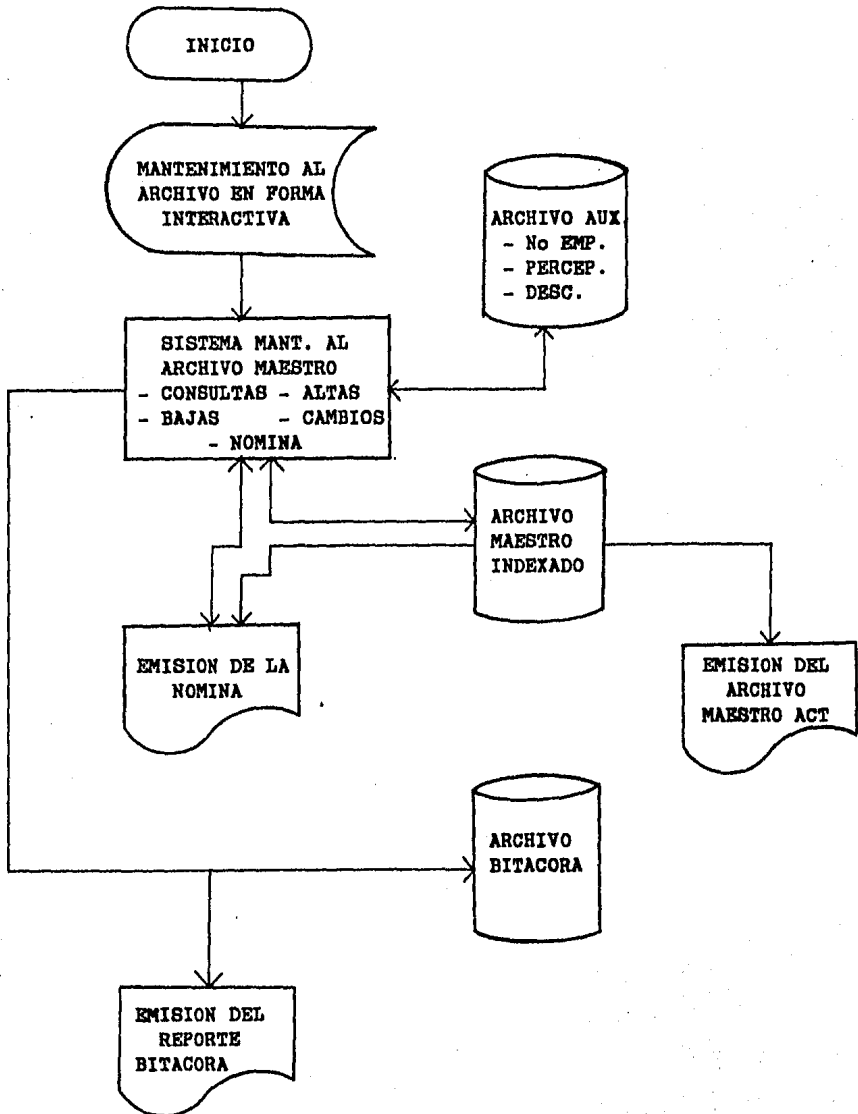 INICIO
MANTENIMIENTO AL
ARCHIVO EN FORMA
INTERACTIVA
ARCHIVO AUX
- No EMP.
- PERCEP.
- DESC.
SISTEMA MANT. AL
ARCHIVO MAESTRO
- CONSULTAS - ALTAS
- BAJAS - CAMBIOS
- NOMINA
ARCHIVO
MAESTRO
INDEXADO
EMISION DE LA
NOMINA
EMISION DEL
ARCHIVO
MAESTRO ACT
ARCHIVO
BITACORA
EMISION DEL
REPORTE
BITACORA